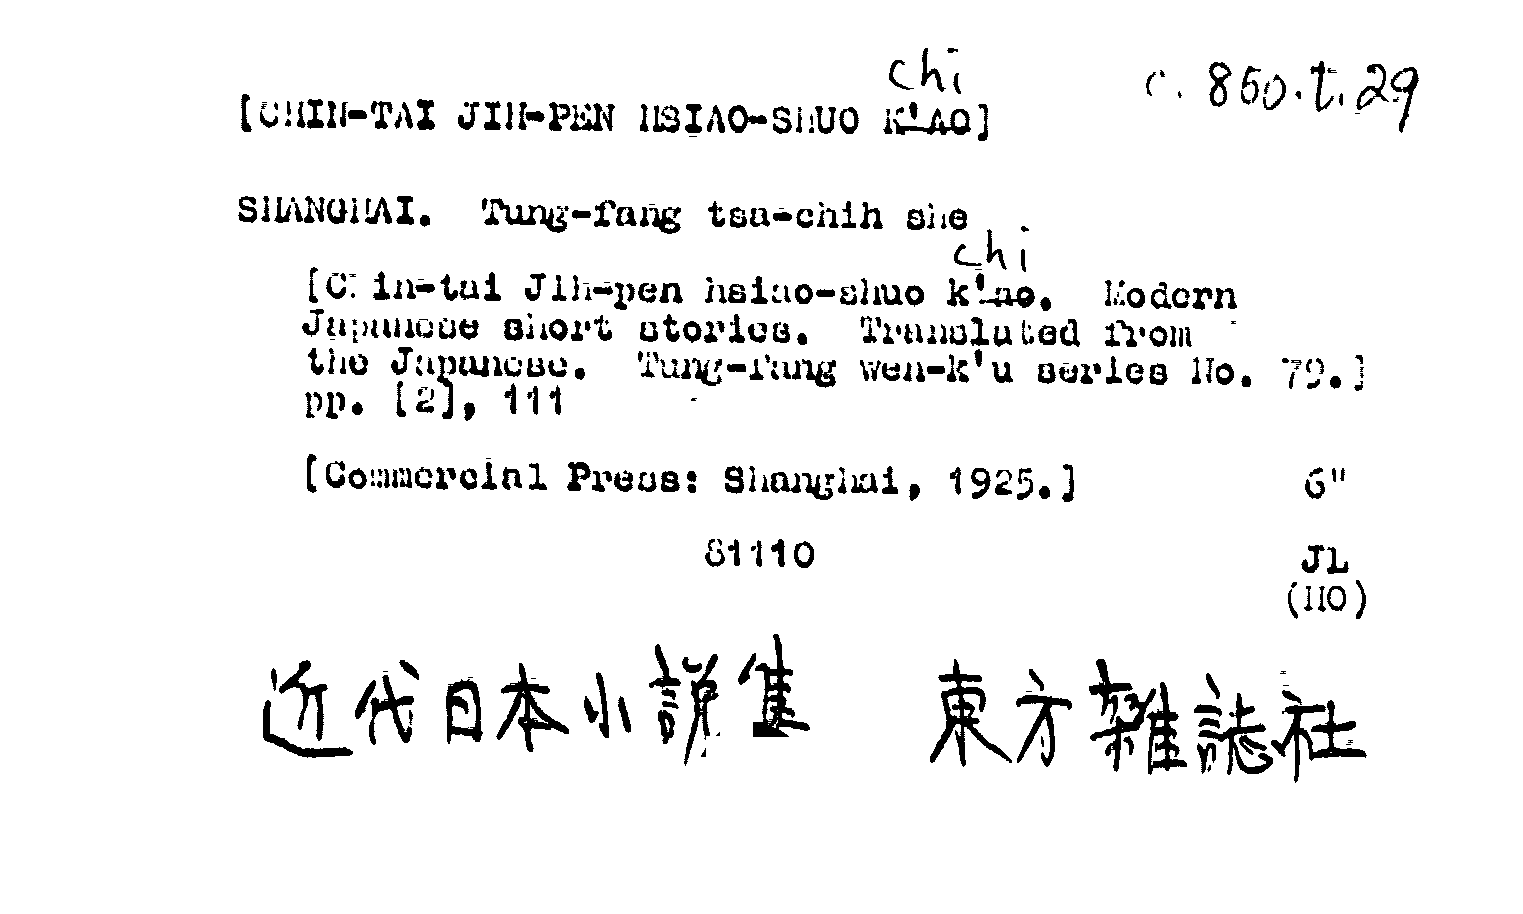 chi
c. 860.t.29
[CHIN-TAI JIH-PEN HSIAO-SHUO K'AO]
SHANGHAI. Tung-fang tsa-chih she
chi
[Chin-tai Jih-pen hsiao-shuo k'ao. Modern
Japanese short stories. Translated from
the Japanese. Tung-fang wen-k'u series No. 79.]
pp. [2], 111
[Commercial Press: Shanghai, 1925.] 6"
81110 JL
(HO)
近代日本小説集 東方雜誌社